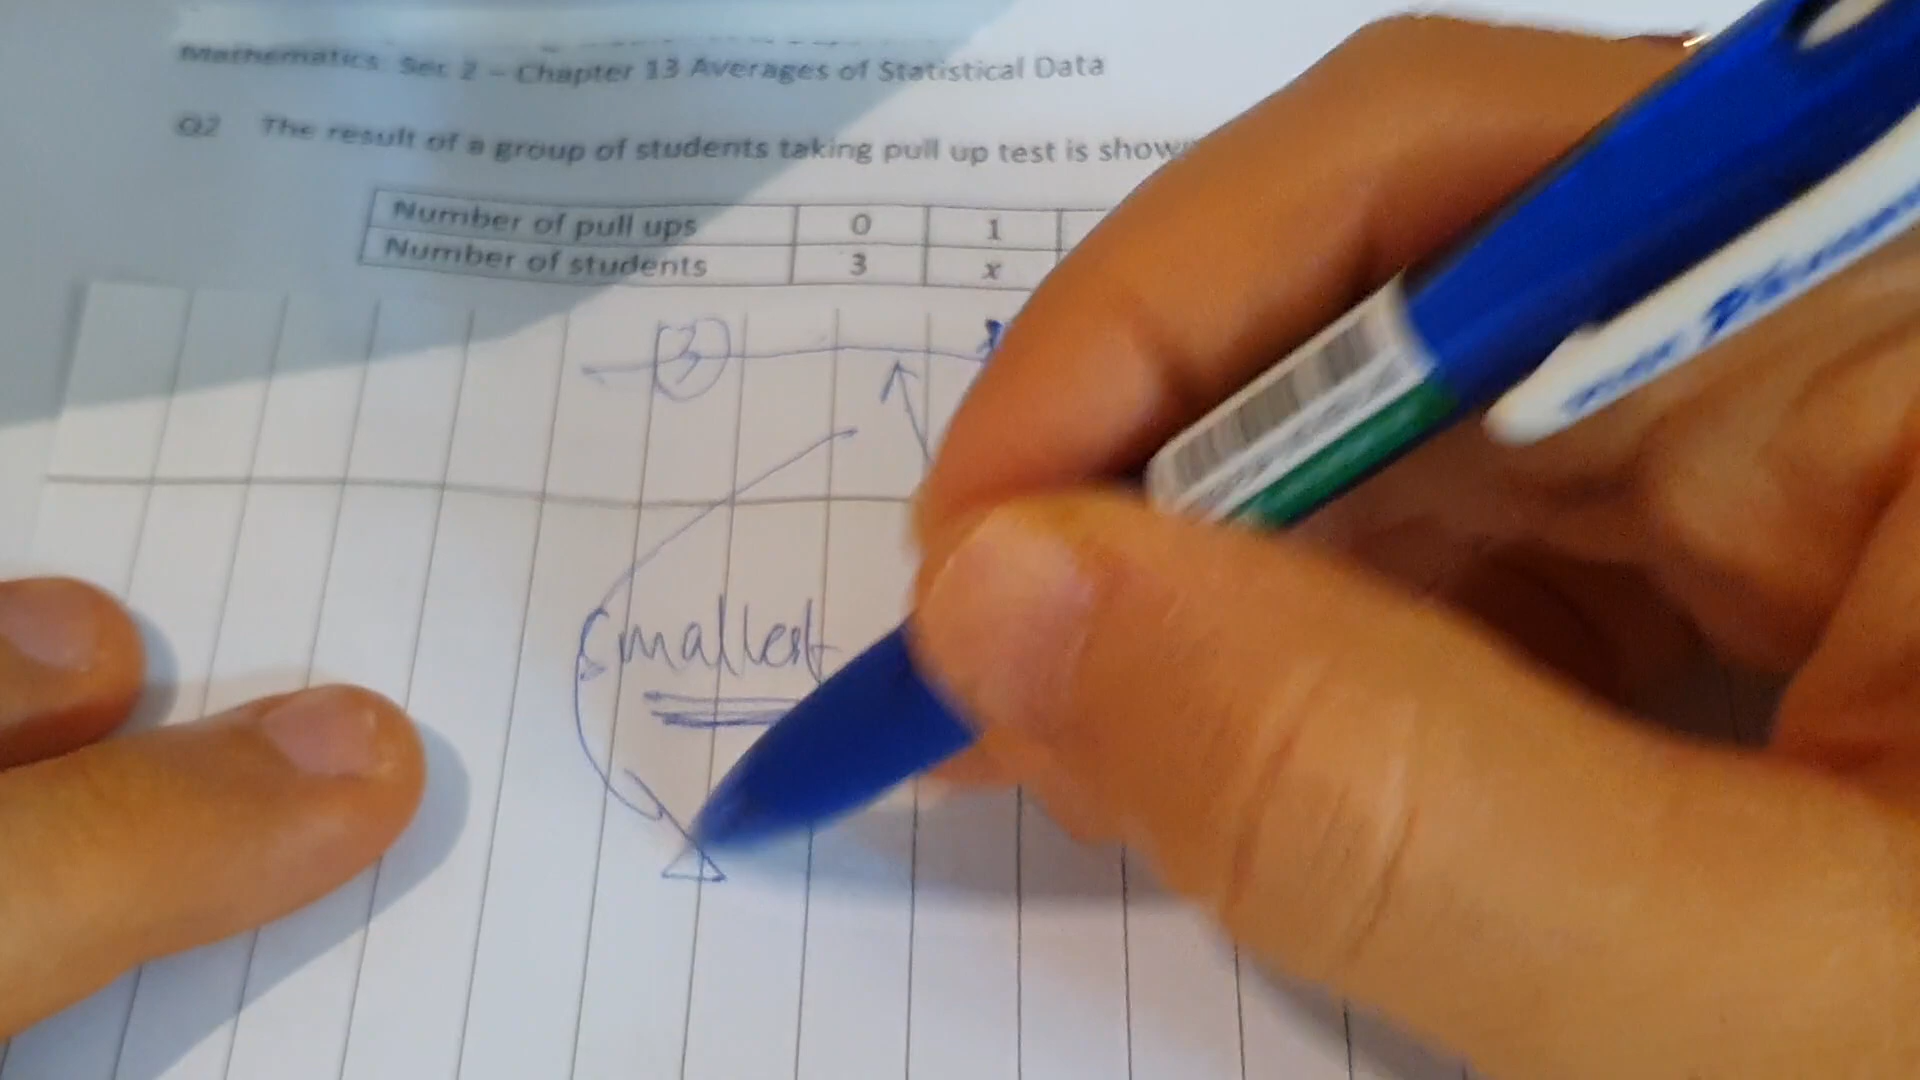 Mathematics Sec 2 – Chapter 13 Averages of Statistical Data
Q2 The result of a group of students taking pull up test is shown
Number of pull ups 0 1
Number of students 3 x
3
Smallest